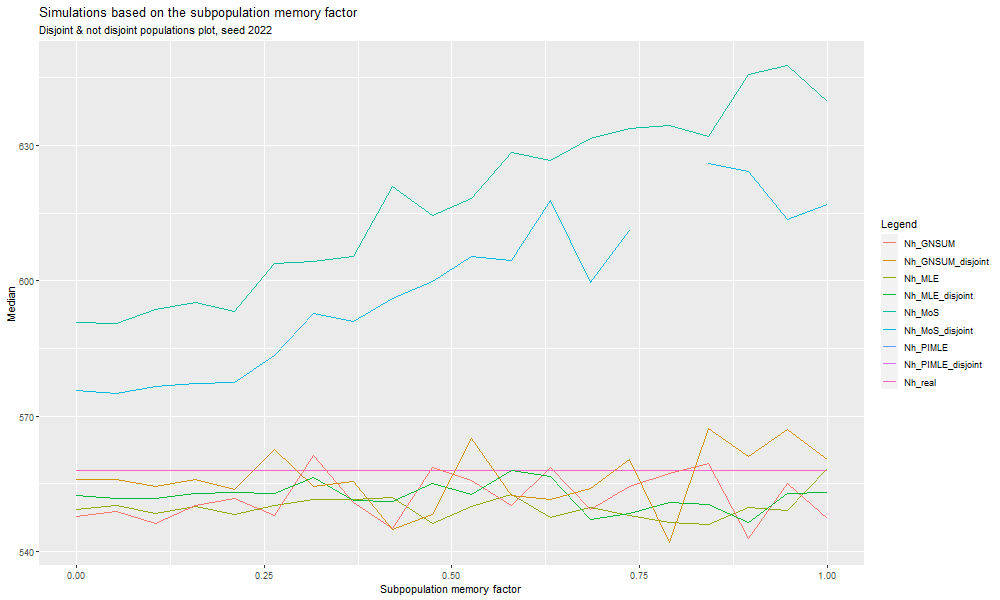 Simulations based on the subpopulation memory factor
Disjoint & not disjoint populations plot, seed 2022
630
600
570
540
Median
0.00
0.25
0.50
0.75
1.00
Subpopulation memory factor
Legend
Nh_GNSUM
Nh_GNSUM_disjoint
Nh_MLE
Nh_MLE_disjoint
Nh_MoS
Nh_MoS_disjoint
Nh_PIMLE
Nh_PIMLE_disjoint
Nh_real